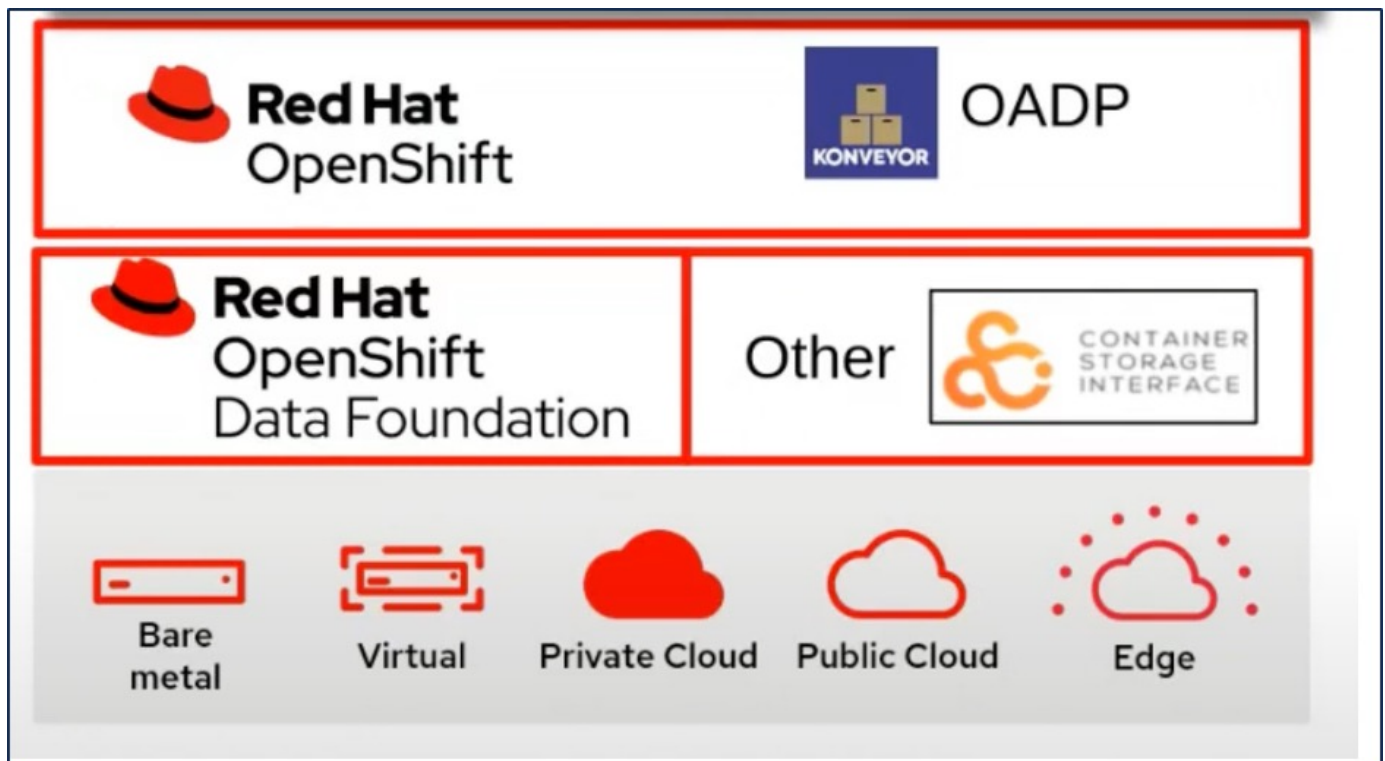 Red Hat
OpenShift
KONVEYOR
OADP
Red Hat
OpenShift
Data Foundation
Other
CONTAINER
STORAGE
INTERFACE
Bare
metal
Virtual
Private Cloud
Public Cloud
Edge